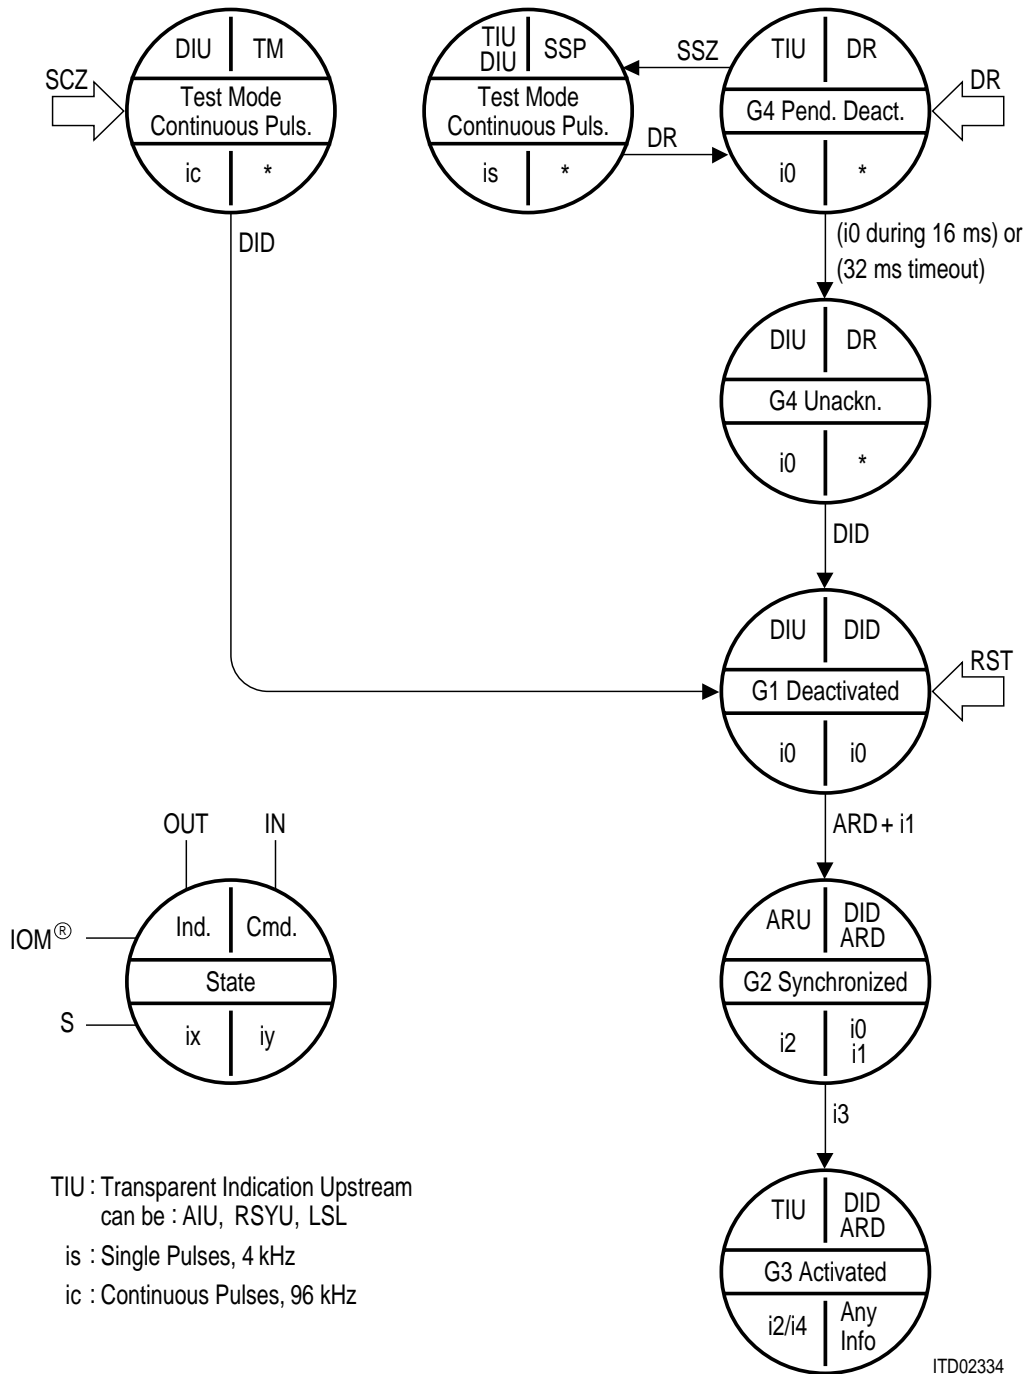 DIU TM
SCZ
Test Mode
Continuous Puls.
ic *
DID
TIU
DIU SSP
Test Mode
Continuous Puls.
is *
SSZ
DR
TIU DR
G4 Pend. Deact.
i0 *
DR
(i0 during 16 ms) or
(32 ms timeout)
DIU DR
G4 Unackn.
i0 *
DID
DIU DID
G1 Deactivated
i0 i0
RST
ARD + i1
ARU DID
ARD
G2 Synchronized
i2 i0
i1
i3
TIU DID
ARD
G3 Activated
i2/i4 Any
Info
OUT IN
IOM®
Ind. Cmd.
State
S
ix iy
TIU : Transparent Indication Upstream
can be : AIU, RSYU, LSL
is : Single Pulses, 4 kHz
ic : Continuous Pulses, 96 kHz
ITD02334